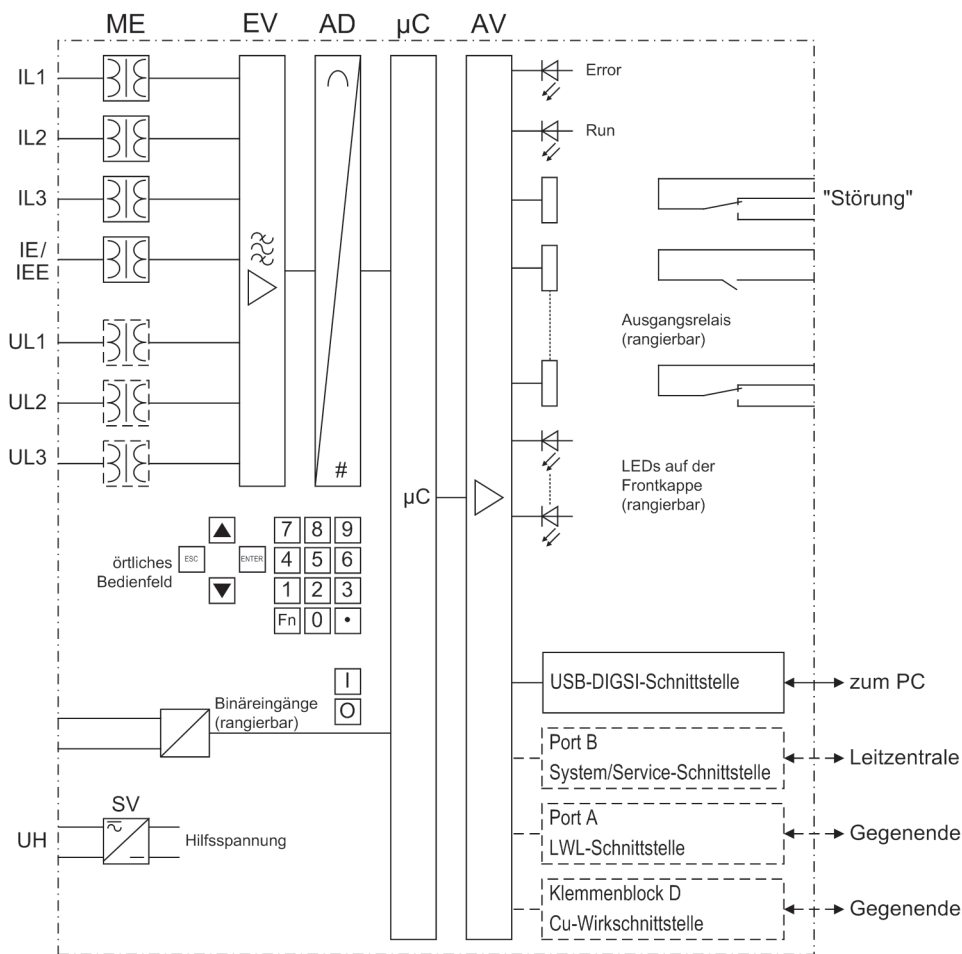 ME EV AD µC AV
IL1
IL2
IL3
IE/
IEE
UL1
UL2
UL3
#
Error
Run
"Störung"
Ausgangsrelais
(rangierbar)
LEDs auf der
Frontkappe
(rangierbar)
µC
örtliches
Bedienfeld
ESC
ENTER
7 8 9
4 5 6
1 2 3
Fn 0 •
I
O
Binäreingänge
(rangierbar)
SV
UH
Hilfsspannung
USB-DIGSI-Schnittstelle
zum PC
Port B
System/Service-Schnittstelle
Leitzentrale
Port A
LWL-Schnittstelle
Gegenende
Klemmenblock D
Cu-Wirkschnittstelle
Gegenende